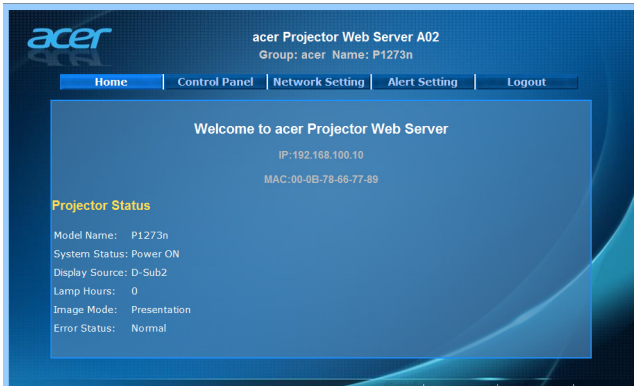 acer
acer Projector Web Server A02
Group: acer Name: P1273n
Home Control Panel Network Setting Alert Setting Logout
Welcome to acer Projector Web Server
IP:192.168.100.10
MAC:00-0B-78-66-77-89
Projector Status
Model Name: P1273n
System Status: Power ON
Display Source: D-Sub2
Lamp Hours: 0
Image Mode: Presentation
Error Status: Normal